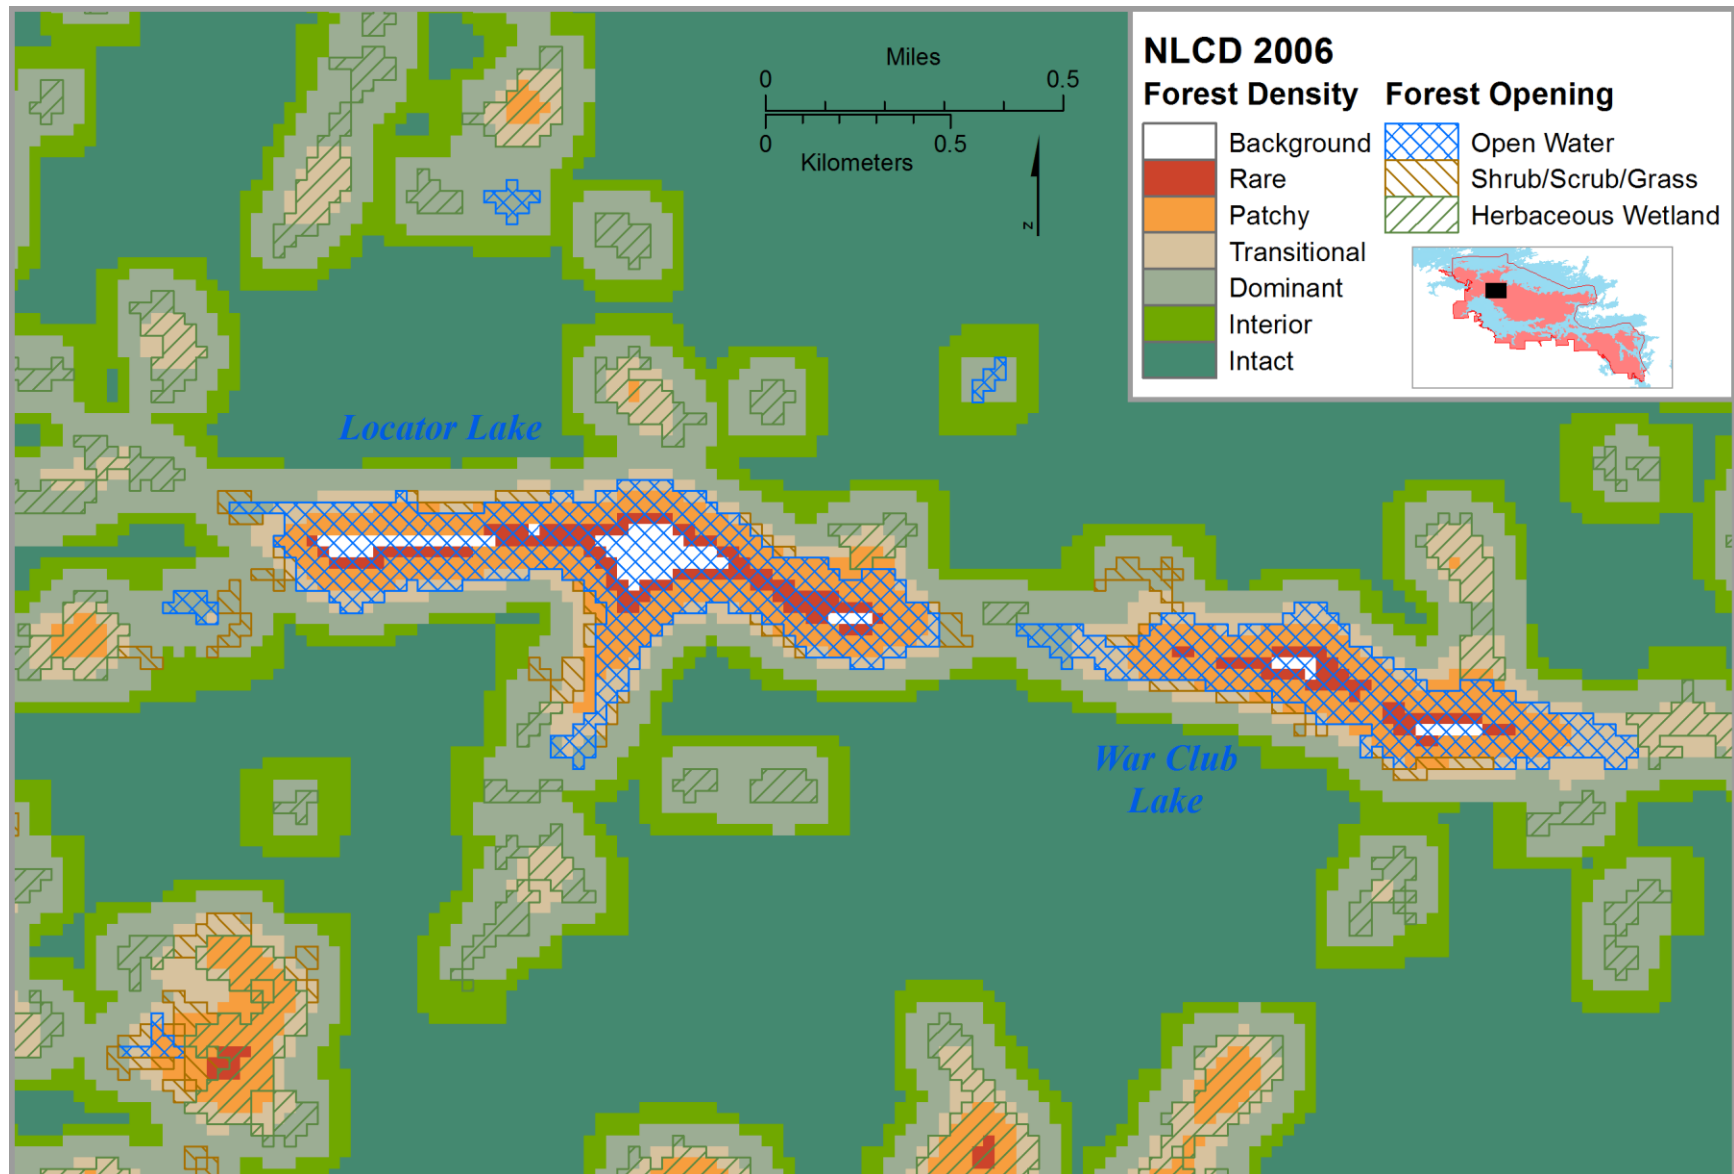 Miles
0 0.5
0 0.5
Kilometers
z
NLCD 2006
Forest Density
Background
Rare
Patchy
Transitional
Dominant
Interior
Intact
Forest Opening
Open Water
Shrub/Scrub/Grass
Herbaceous Wetland
Locator Lake
War Club
Lake